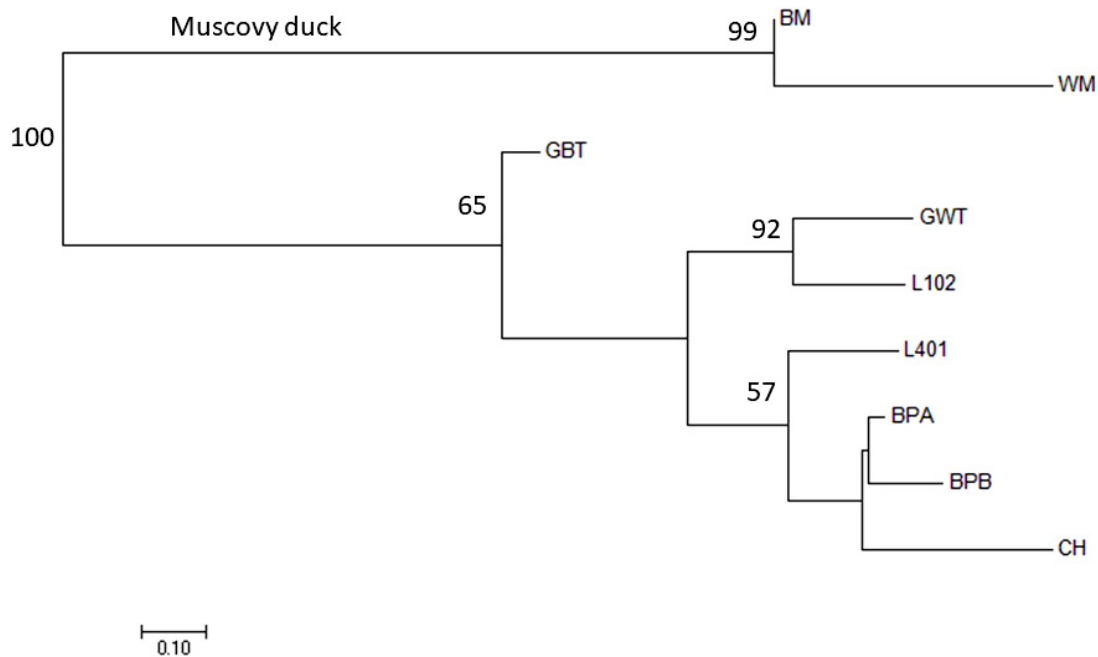 BM
Muscovy duck
99
WM
100
GBT
65
GWT
92
L102
L401
57
BPA
BPB
CH
0.10